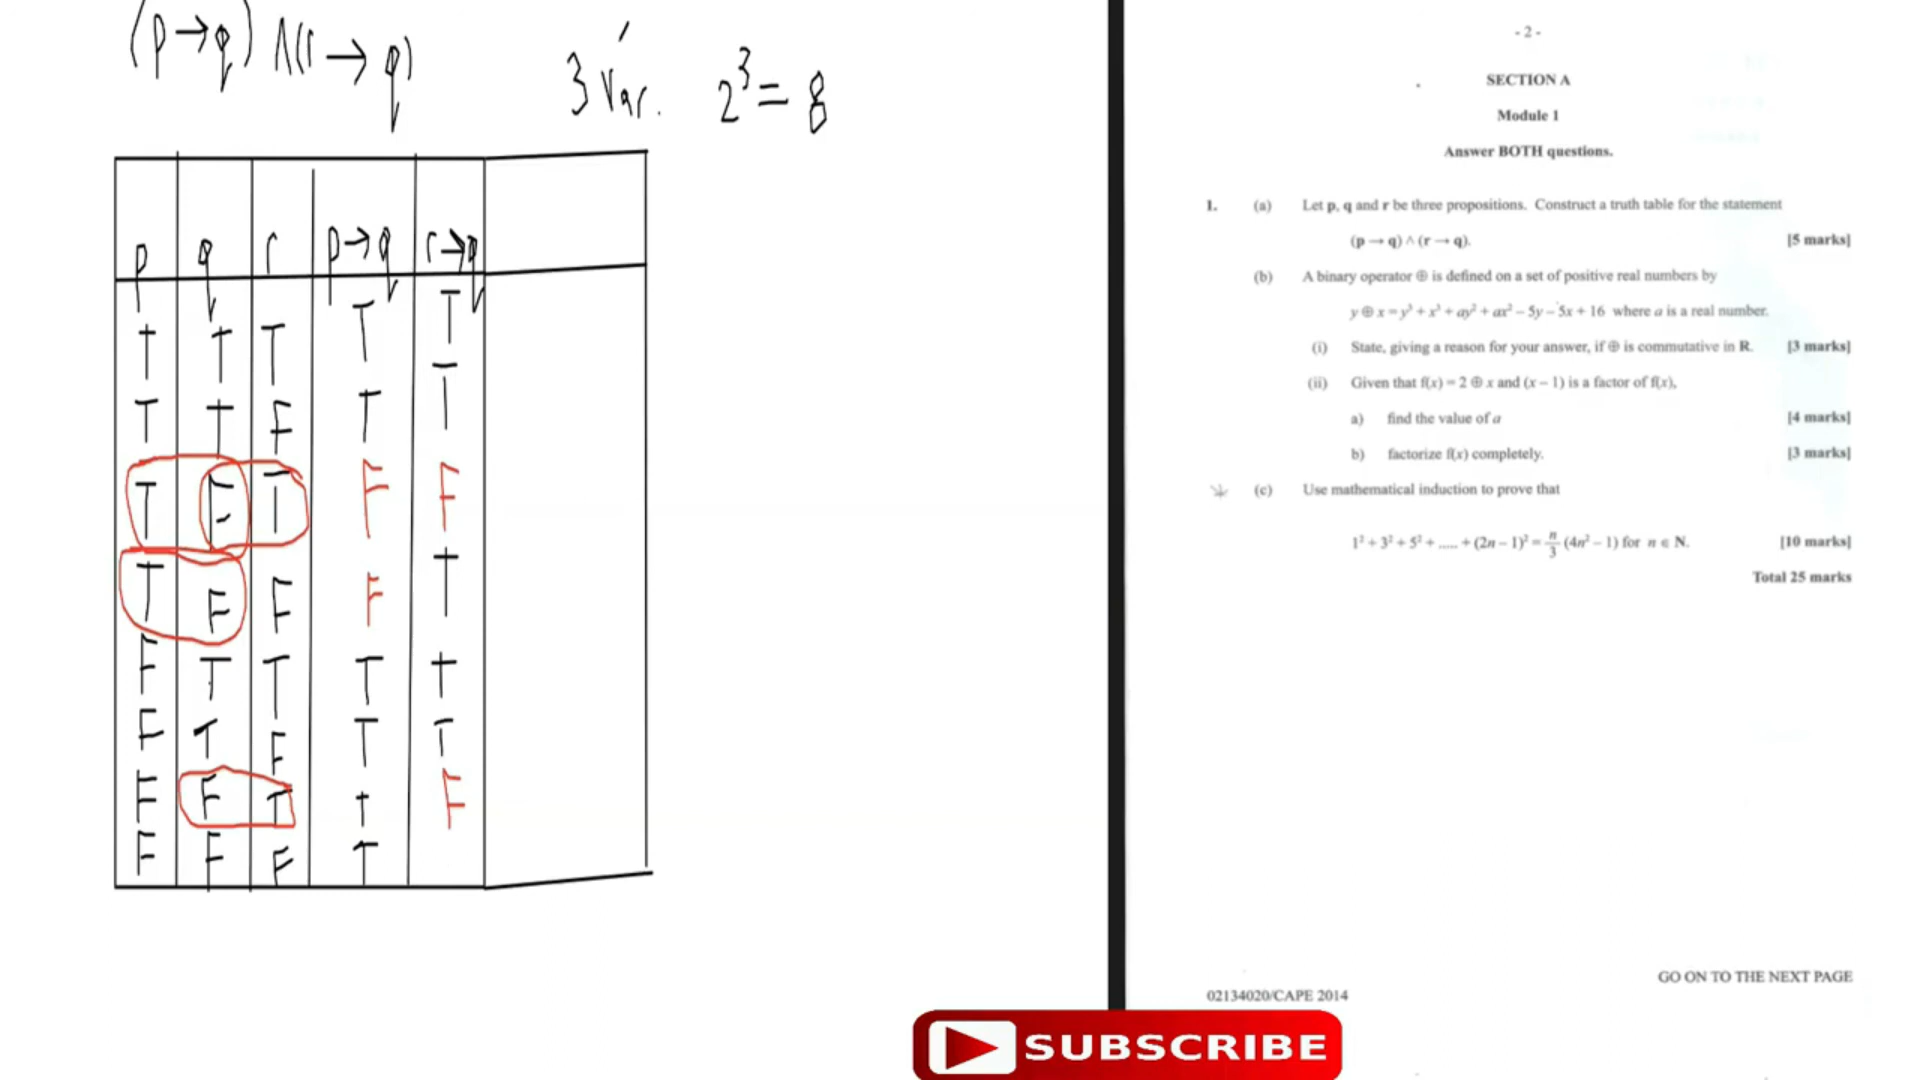 (p→q) ∧(r→q)
3 Var. 2³= 8
p q r p→q r→q
T T T T T
T T F T T
T F T F F
T F F F T
F T T T T
F T F T T
F F T T F
F F F T
- 2 -
SECTION A
Module 1
Answer BOTH questions.
1. (a) Let p, q and r be three propositions. Construct a truth table for the statement
(p → q) ∧ (r → q). [5 marks]
(b) A binary operator ⊕ is defined on a set of positive real numbers by
y ⊕ x = y³ + x³ + ay² + ax² – 5y – 5x + 16 where a is a real number.
(i) State, giving a reason for your answer, if ⊕ is commutative in R. [3 marks]
(ii) Given that f(x) = 2 ⊕ x and (x – 1) is a factor of f(x),
a) find the value of a [4 marks]
b) factorize f(x) completely. [3 marks]
(c) Use mathematical induction to prove that
1² + 3² + 5² + ..... + (2n – 1)² = n/3 (4n² – 1) for n ∈ N. [10 marks]
Total 25 marks
GO ON TO THE NEXT PAGE
02134020/CAPE 2014
SUBSCRIBE